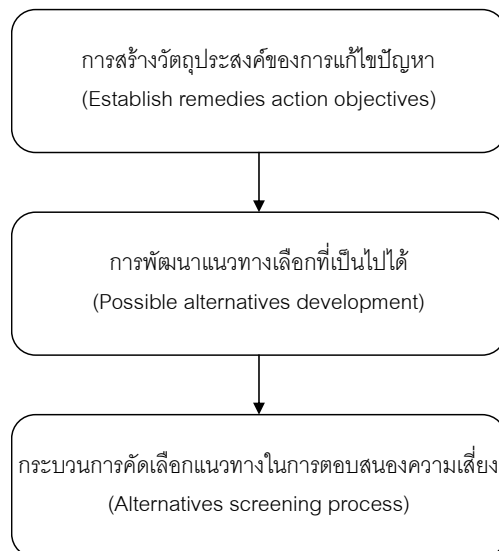 การสร้างวัตถุประสงค์ของการแก้ไขปัญหา
(Establish remedies action objectives)
การพัฒนาแนวทางเลือกที่เป็นไปได้
(Possible alternatives development)
กระบวนการคัดเลือกแนวทางในการตอบสนองความเสี่ยง
(Alternatives screening process)